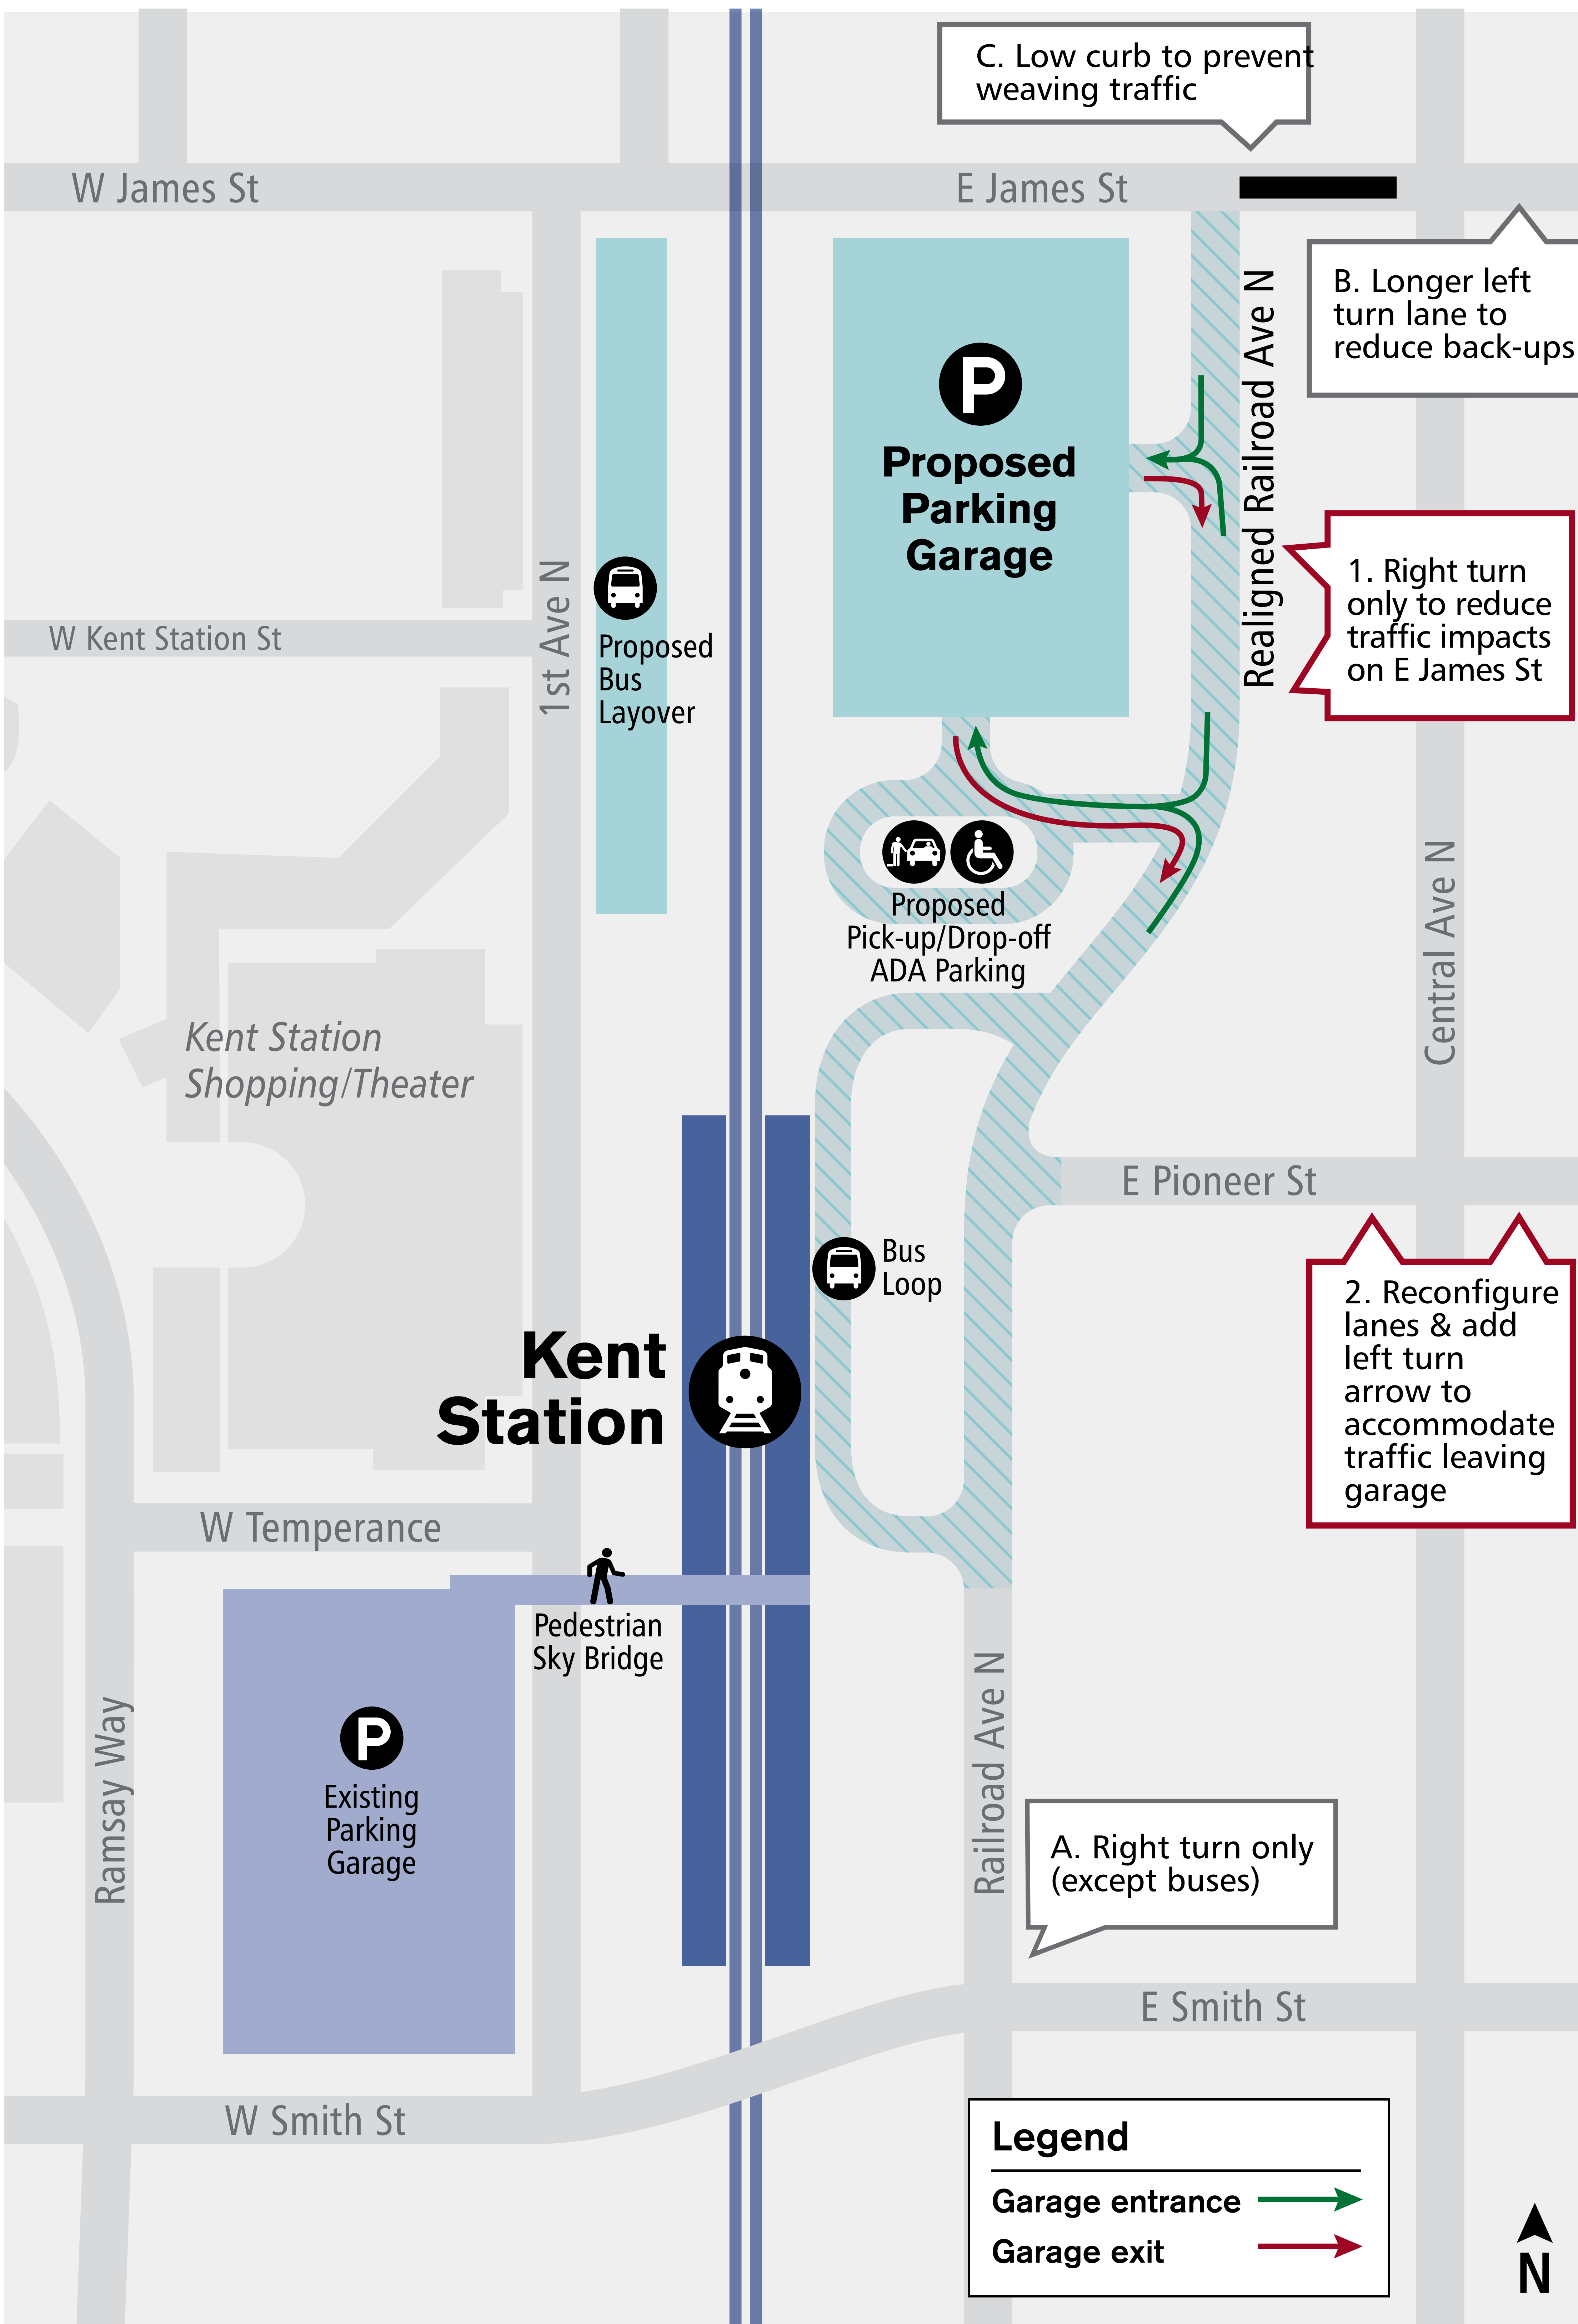 C. Low curb to prevent
weaving traffic
W James St
E James St
B. Longer left
turn lane to
reduce back-ups
P
Proposed
Parking
Garage
Realigned Railroad Ave N
1. Right turn
only to reduce
traffic impacts
on E James St
W Kent Station St
1st Ave N
Proposed
Bus
Layover
Proposed
Pick-up/Drop-off
ADA Parking
Central Ave N
Kent Station
Shopping/Theater
E Pioneer St
Bus
Loop
2. Reconfigure
lanes & add
left turn
arrow to
accommodate
traffic leaving
garage
Kent
Station
W Temperance
Pedestrian
Sky Bridge
Ramsay Way
P
Existing
Parking
Garage
Railroad Ave N
A. Right turn only
(except buses)
E Smith St
W Smith St
Legend
Garage entrance
Garage exit
N